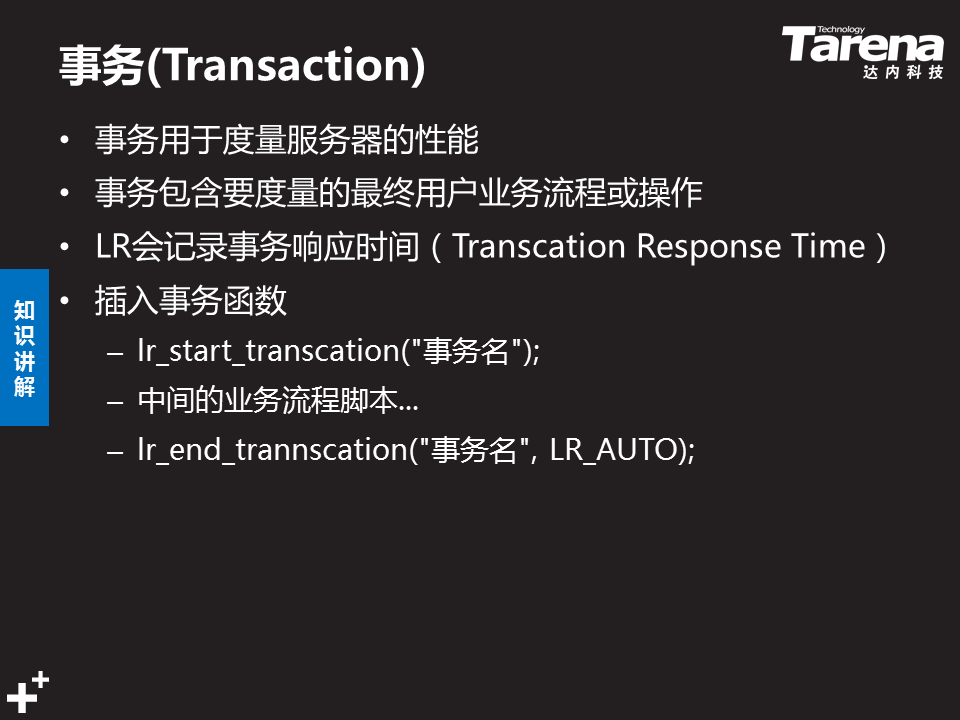 事务(Transaction)
Technology
Tarena
达内科技
• 事务用于度量服务器的性能
• 事务包含要度量的最终用户业务流程或操作
• LR会记录事务响应时间（Transcation Response Time）
• 插入事务函数
– lr_start_transcation("事务名");
– 中间的业务流程脚本...
– lr_end_trannscation("事务名", LR_AUTO);
知
识
讲
解